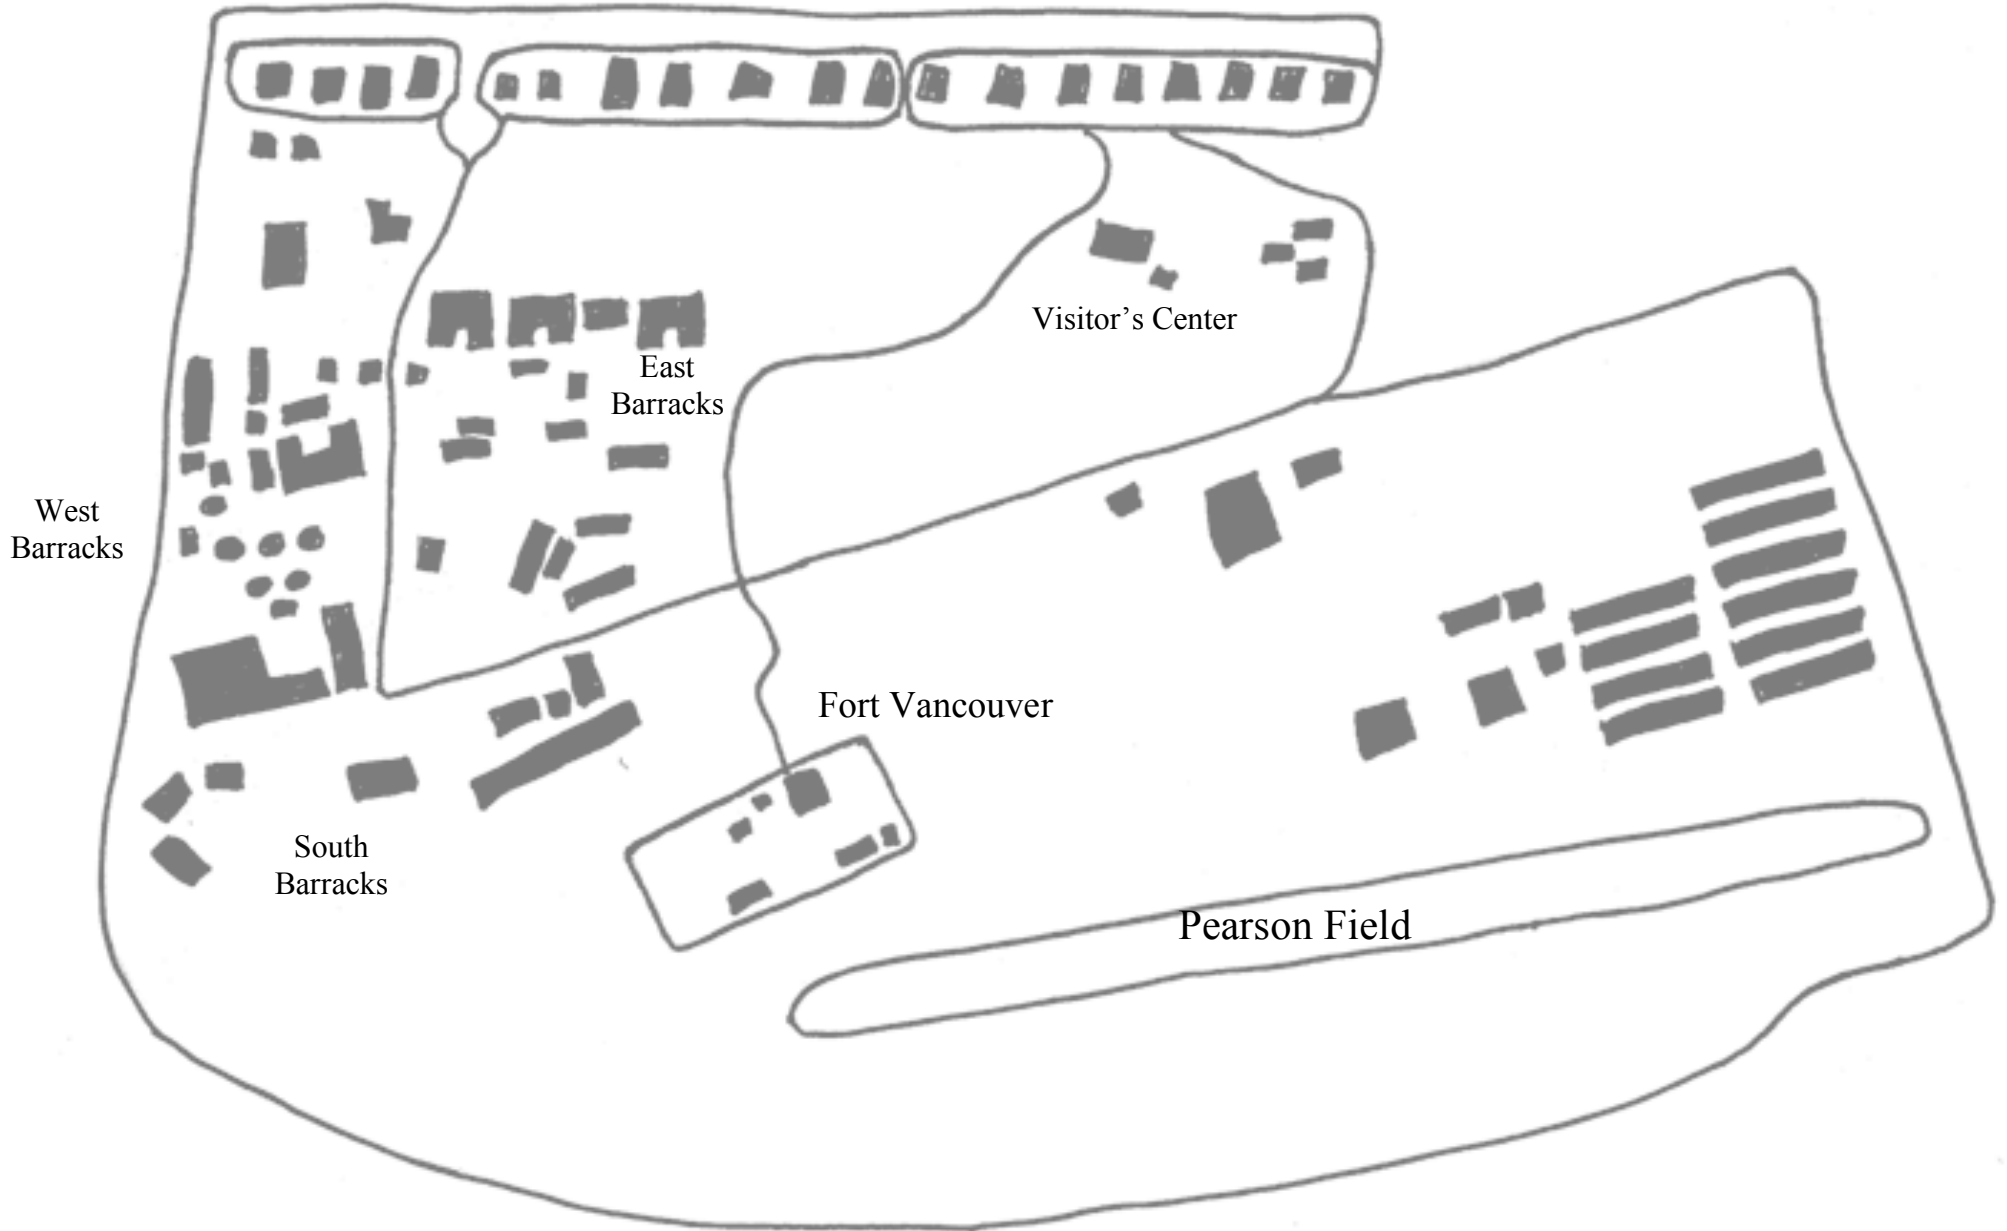 Visitor’s Center
East
Barracks
West
Barracks
Fort Vancouver
South
Barracks
Pearson Field